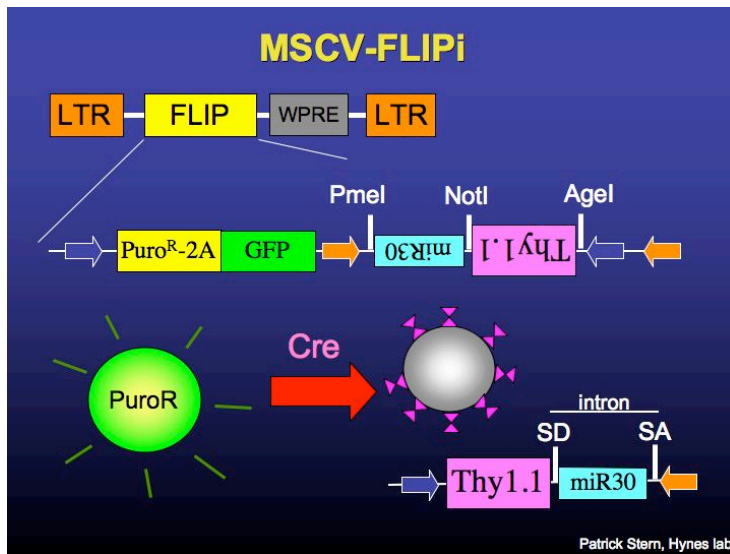 MSCV-FLIPi
LTR FLIP WPRE LTR
PmeI NotI AgeI
Puroᴿ-2A GFP miR30 Thy1.1
Cre
PuroR
intron
SD SA
Thy1.1 miR30
Patrick Stern, Hynes lab